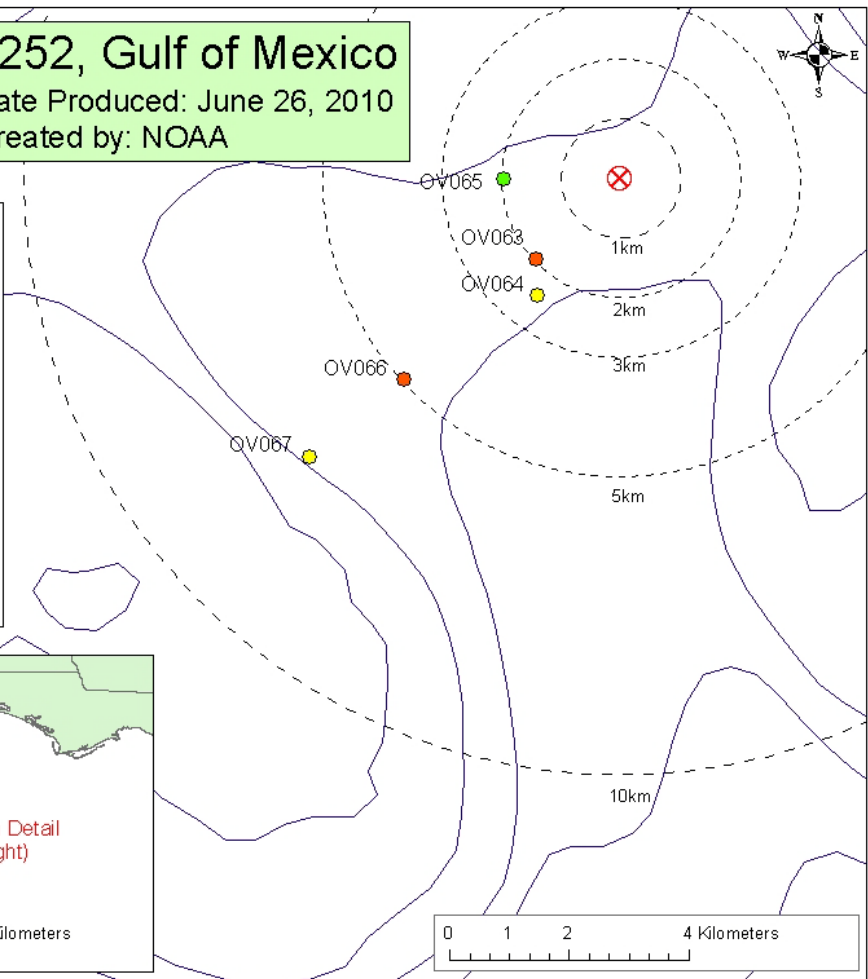 252, Gulf of Mexico
ate Produced: June 26, 2010
reated by: NOAA
N
W E
S
OV065
OV063
1km
OV064
2km
3km
OV066
OV067
5km
10km
Detail
ght)
ilometers
0 1 2 4 Kilometers